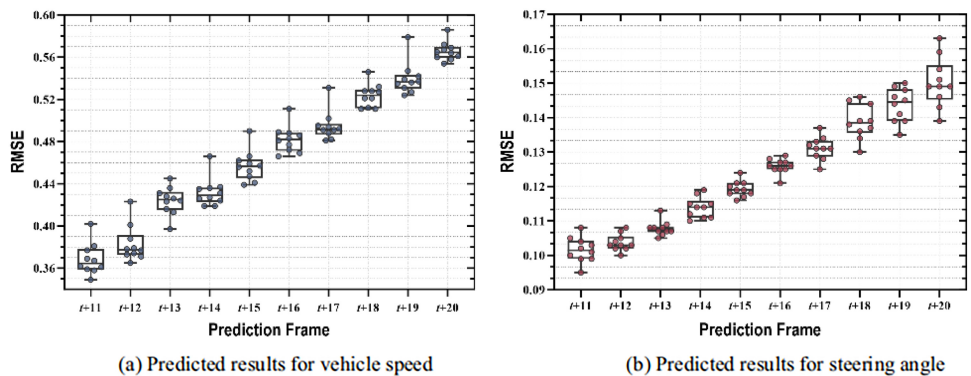 0.60
0.56
0.52
0.48
0.44
0.40
0.36
RMSE
t+11 t+12 t+13 t+14 t+15 t+16 t+17 t+18 t+19 t+20
Prediction Frame
(a) Predicted results for vehicle speed
0.17
0.16
0.15
0.14
0.13
0.12
0.11
0.10
0.09
RMSE
t+11 t+12 t+13 t+14 t+15 t+16 t+17 t+18 t+19 t+20
Prediction Frame
(b) Predicted results for steering angle